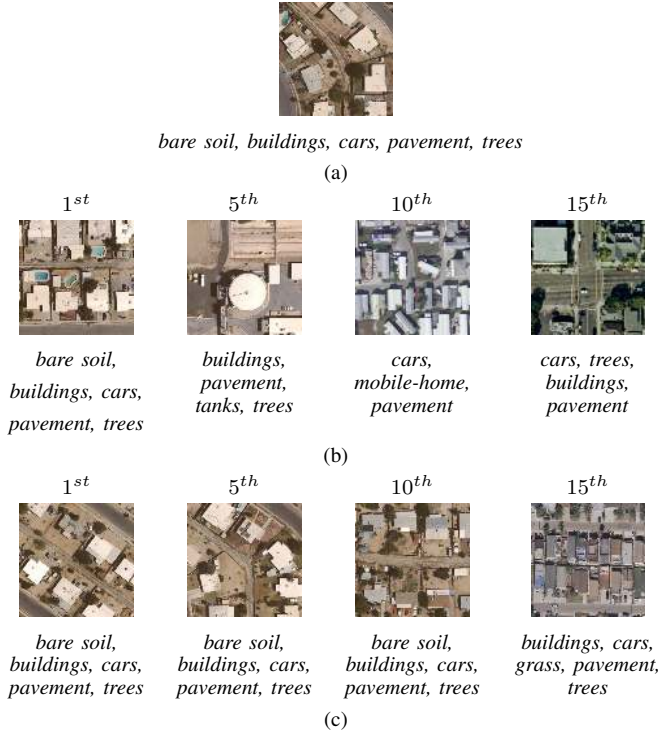 bare soil, buildings, cars, pavement, trees
(a)
1st 5th 10th 15th
bare soil,
buildings, cars,
pavement, trees
buildings,
pavement,
tanks, trees
cars,
mobile-home,
pavement
cars, trees,
buildings,
pavement
(b)
1st 5th 10th 15th
bare soil,
buildings, cars,
pavement, trees
bare soil,
buildings, cars,
pavement, trees
bare soil,
buildings, cars,
pavement, trees
buildings, cars,
grass, pavement,
trees
(c)